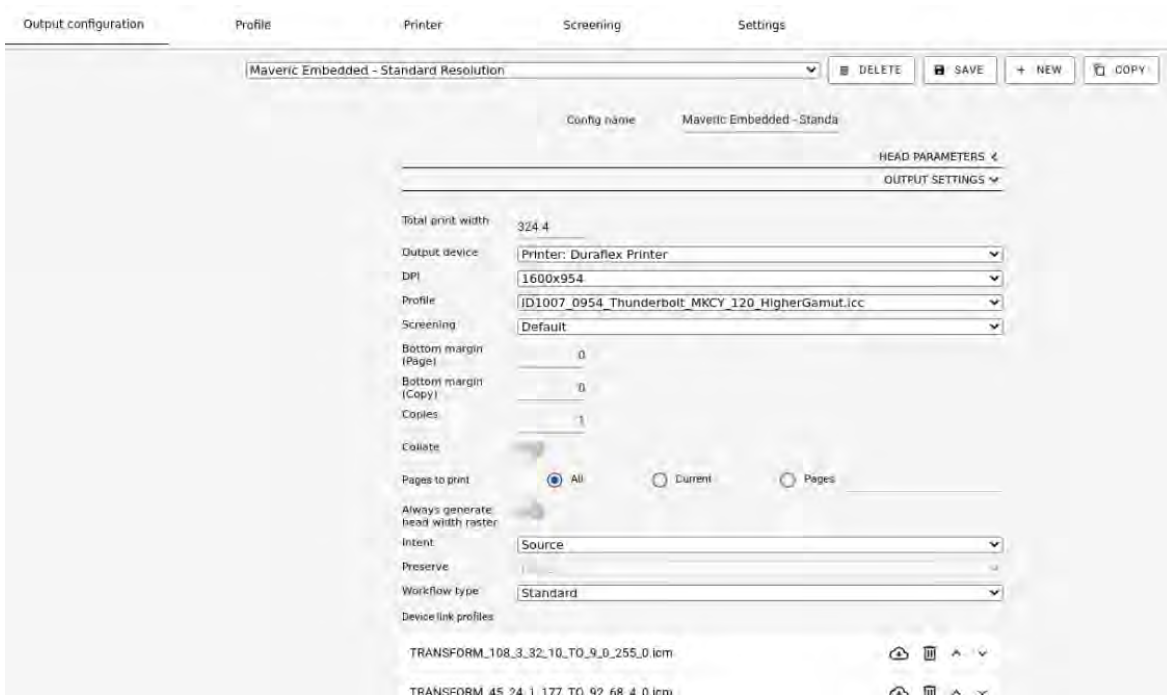 Output configuration Profile Printer Screening Settings
Maveric Embedded - Standard Resolution DELETE SAVE + NEW COPY
Config name Maveric Embedded - Standa
HEAD PARAMETERS
OUTPUT SETTINGS
Total print width 324.4
Output device Printer: Duraflex Printer
DPI 1600x954
Profile ID1007_0954_Thunderbolt_MKCY_120_HigherGamut.icc
Screening Default
Bottom margin
(Page) 0
Bottom margin
(Copy) 0
Copies 1
Collate
Pages to print All Current Pages
Always generate
head width raster
Intent Source
Preserve
Workflow type Standard
Device link profiles
TRANSFORM_108_3_32_10_TO_9_0_255_0.icm
TRANSFORM_45_24_1_177_TO_92_68_4_0.icm